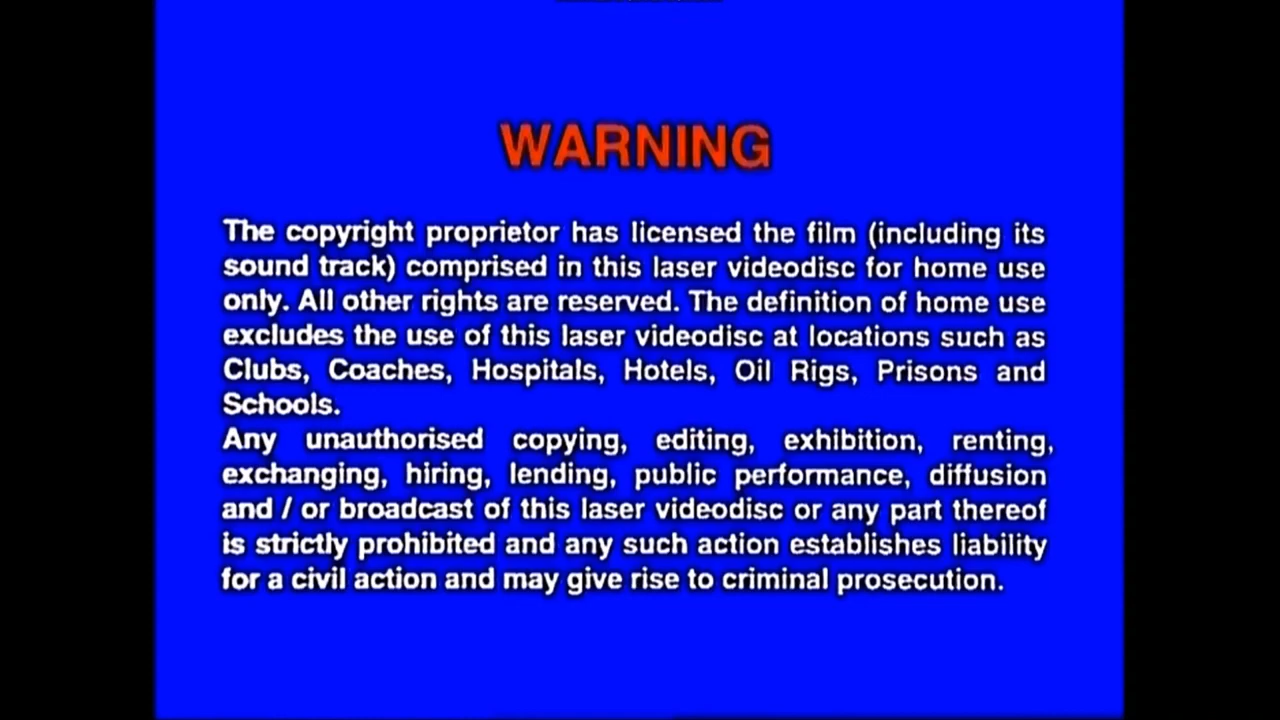 WARNING
The copyright proprietor has licensed the film (including its
sound track) comprised in this laser videodisc for home use
only. All other rights are reserved. The definition of home use
excludes the use of this laser videodisc at locations such as
Clubs, Coaches, Hospitals, Hotels, Oil Rigs, Prisons and
Schools.
Any unauthorised copying, editing, exhibition, renting,
exchanging, hiring, lending, public performance, diffusion
and / or broadcast of this laser videodisc or any part thereof
is strictly prohibited and any such action establishes liability
for a civil action and may give rise to criminal prosecution.